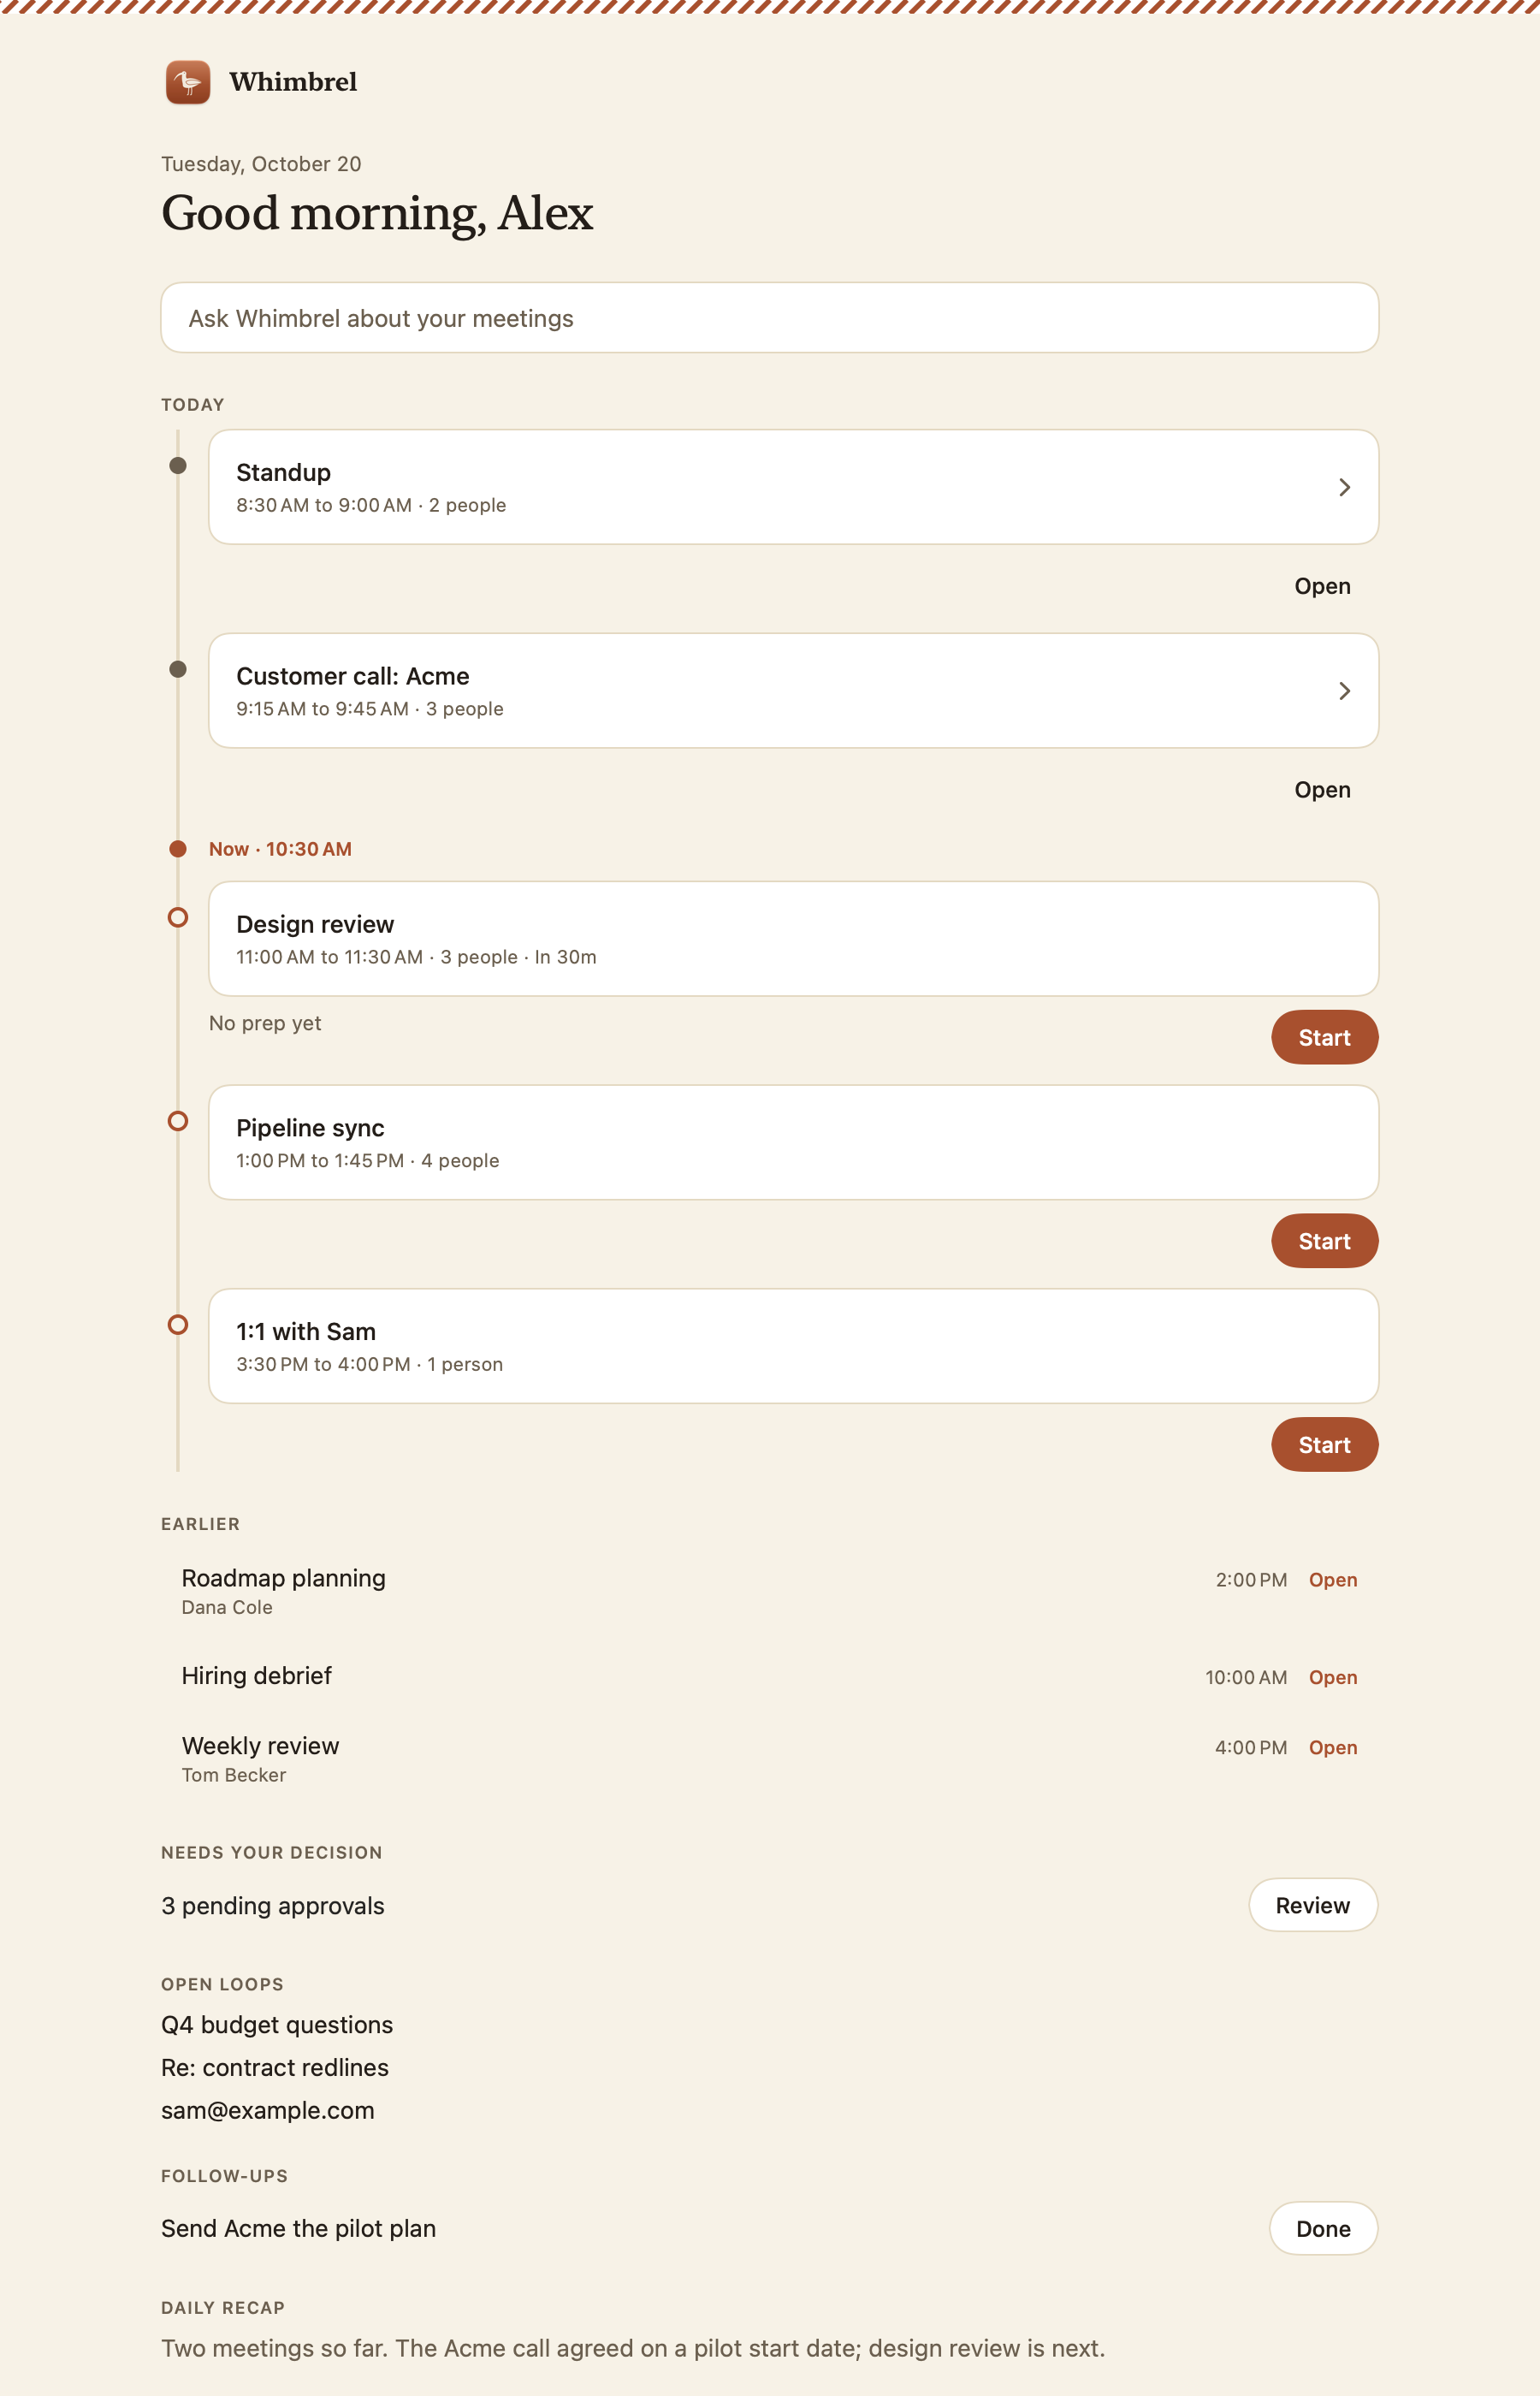 Whimbrel
Tuesday, October 20
Good morning, Alex
Ask Whimbrel about your meetings
TODAY
Standup
8:30 AM to 9:00 AM · 2 people
Open
Customer call: Acme
9:15 AM to 9:45 AM · 3 people
Open
Now · 10:30 AM
Design review
11:00 AM to 11:30 AM · 3 people · In 30m
No prep yet
Start
Pipeline sync
1:00 PM to 1:45 PM · 4 people
Start
1:1 with Sam
3:30 PM to 4:00 PM · 1 person
Start
EARLIER
Roadmap planning 2:00 PM Open
Dana Cole
Hiring debrief 10:00 AM Open
Weekly review 4:00 PM Open
Tom Becker
NEEDS YOUR DECISION
3 pending approvals Review
OPEN LOOPS
Q4 budget questions
Re: contract redlines
sam@example.com
FOLLOW-UPS
Send Acme the pilot plan Done
DAILY RECAP
Two meetings so far. The Acme call agreed on a pilot start date; design review is next.